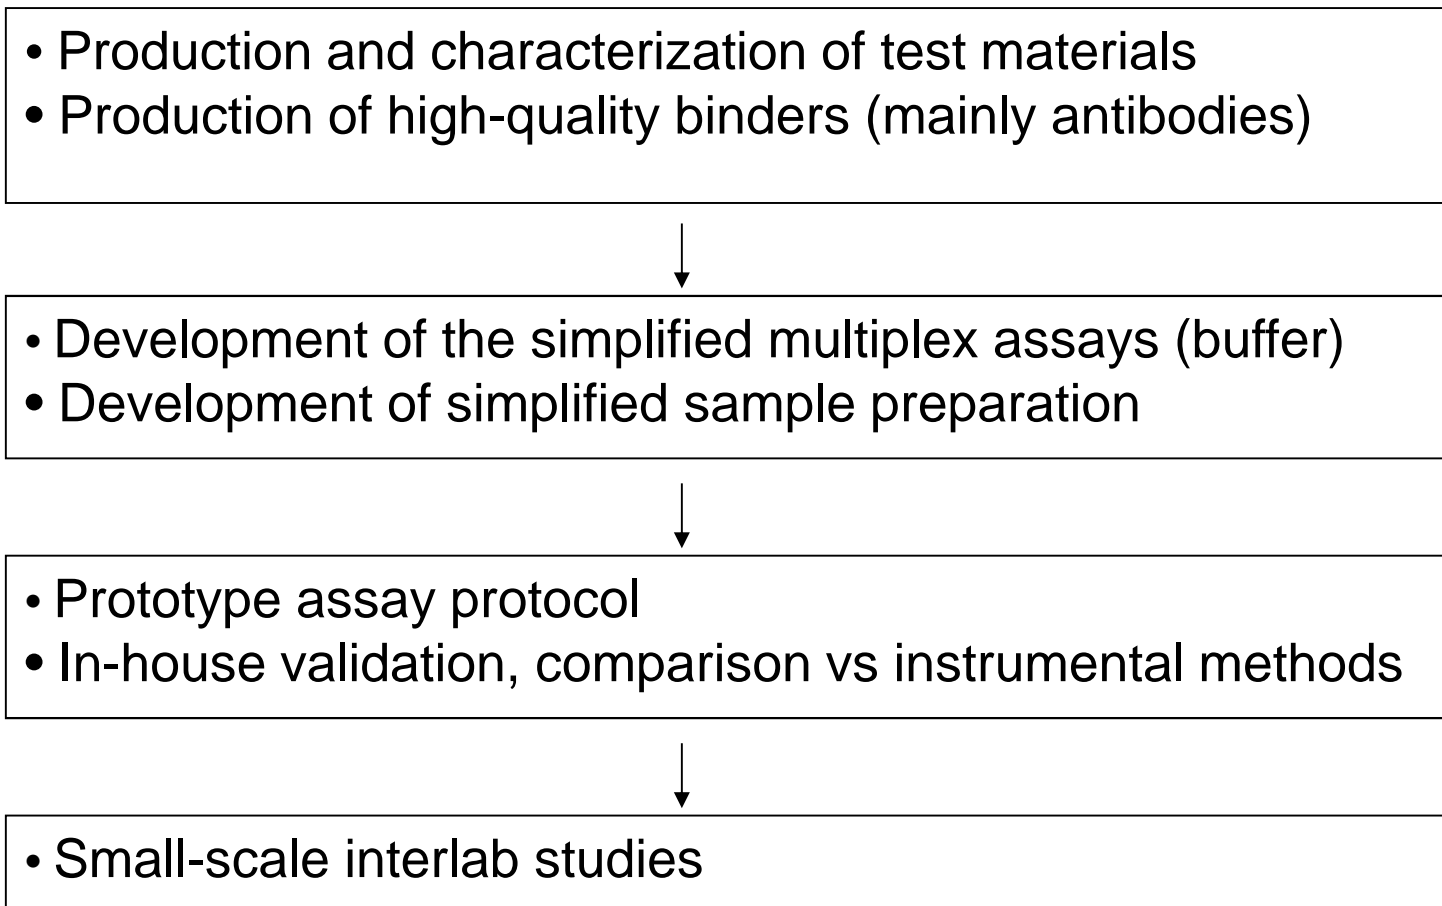 • Production and characterization of test materials
• Production of high-quality binders (mainly antibodies)
• Development of the simplified multiplex assays (buffer)
• Development of simplified sample preparation
• Prototype assay protocol
• In-house validation, comparison vs instrumental methods
• Small-scale interlab studies